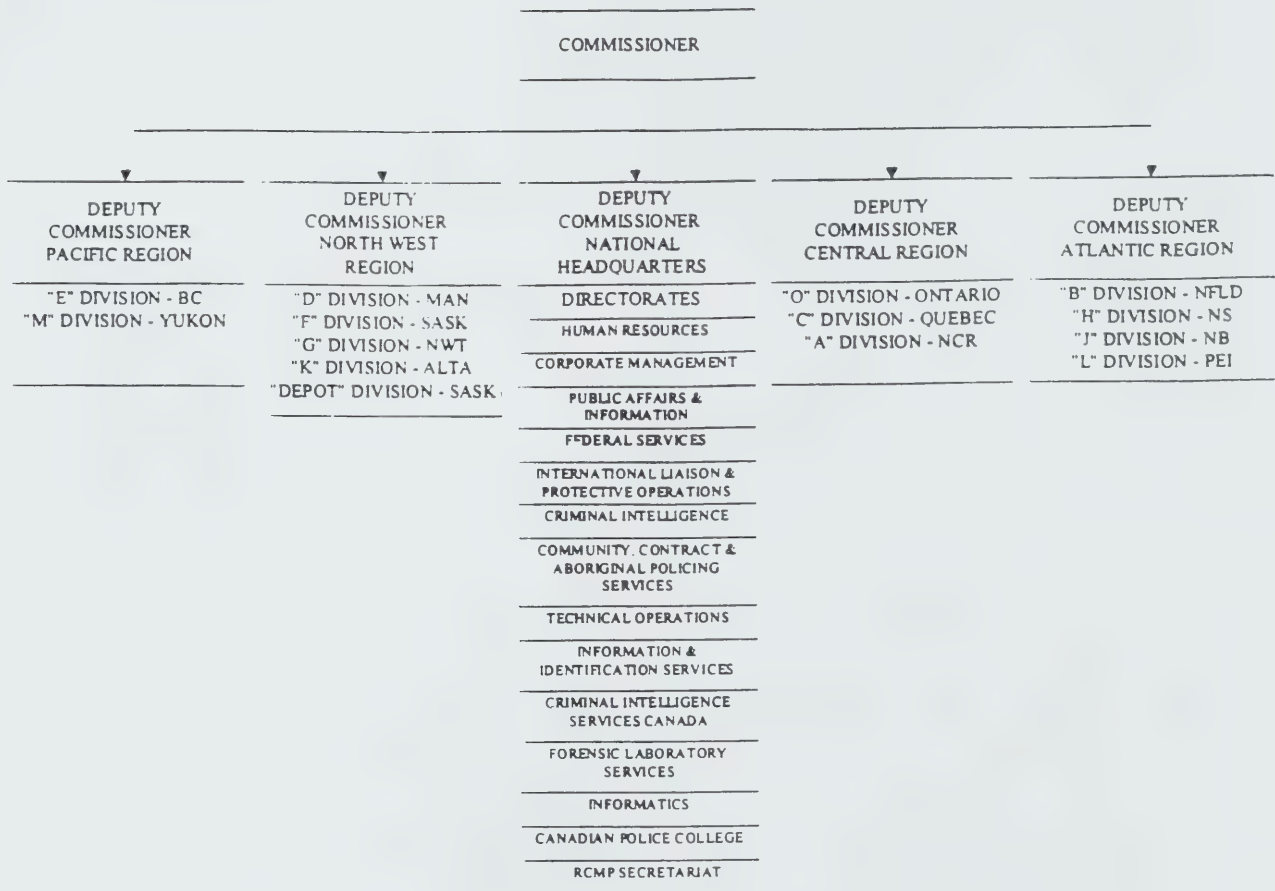 COMMISSIONER
DEPUTY
COMMISSIONER
PACIFIC REGION
"E" DIVISION - BC
"M" DIVISION - YUKON
DEPUTY
COMMISSIONER
NORTH WEST
REGION
"D" DIVISION - MAN
"F" DIVISION - SASK
"G" DIVISION - NWT
"K" DIVISION - ALTA
"DEPOT" DIVISION - SASK
DEPUTY
COMMISSIONER
NATIONAL
HEADQUARTERS
DIRECTORATES
HUMAN RESOURCES
CORPORATE MANAGEMENT
PUBLIC AFFAIRS &
INFORMATION
FEDERAL SERVICES
INTERNATIONAL LIAISON &
PROTECTIVE OPERATIONS
CRIMINAL INTELLIGENCE
COMMUNITY, CONTRACT &
ABORIGINAL POLICING
SERVICES
TECHNICAL OPERATIONS
INFORMATION &
IDENTIFICATION SERVICES
CRIMINAL INTELLIGENCE
SERVICES CANADA
FORENSIC LABORATORY
SERVICES
INFORMATICS
CANADIAN POLICE COLLEGE
RCMP SECRETARIAT
DEPUTY
COMMISSIONER
CENTRAL REGION
"O" DIVISION - ONTARIO
"C" DIVISION - QUEBEC
"A" DIVISION - NCR
DEPUTY
COMMISSIONER
ATLANTIC REGION
"B" DIVISION - NFLD
"H" DIVISION - NS
"J" DIVISION - NB
"L" DIVISION - PEI